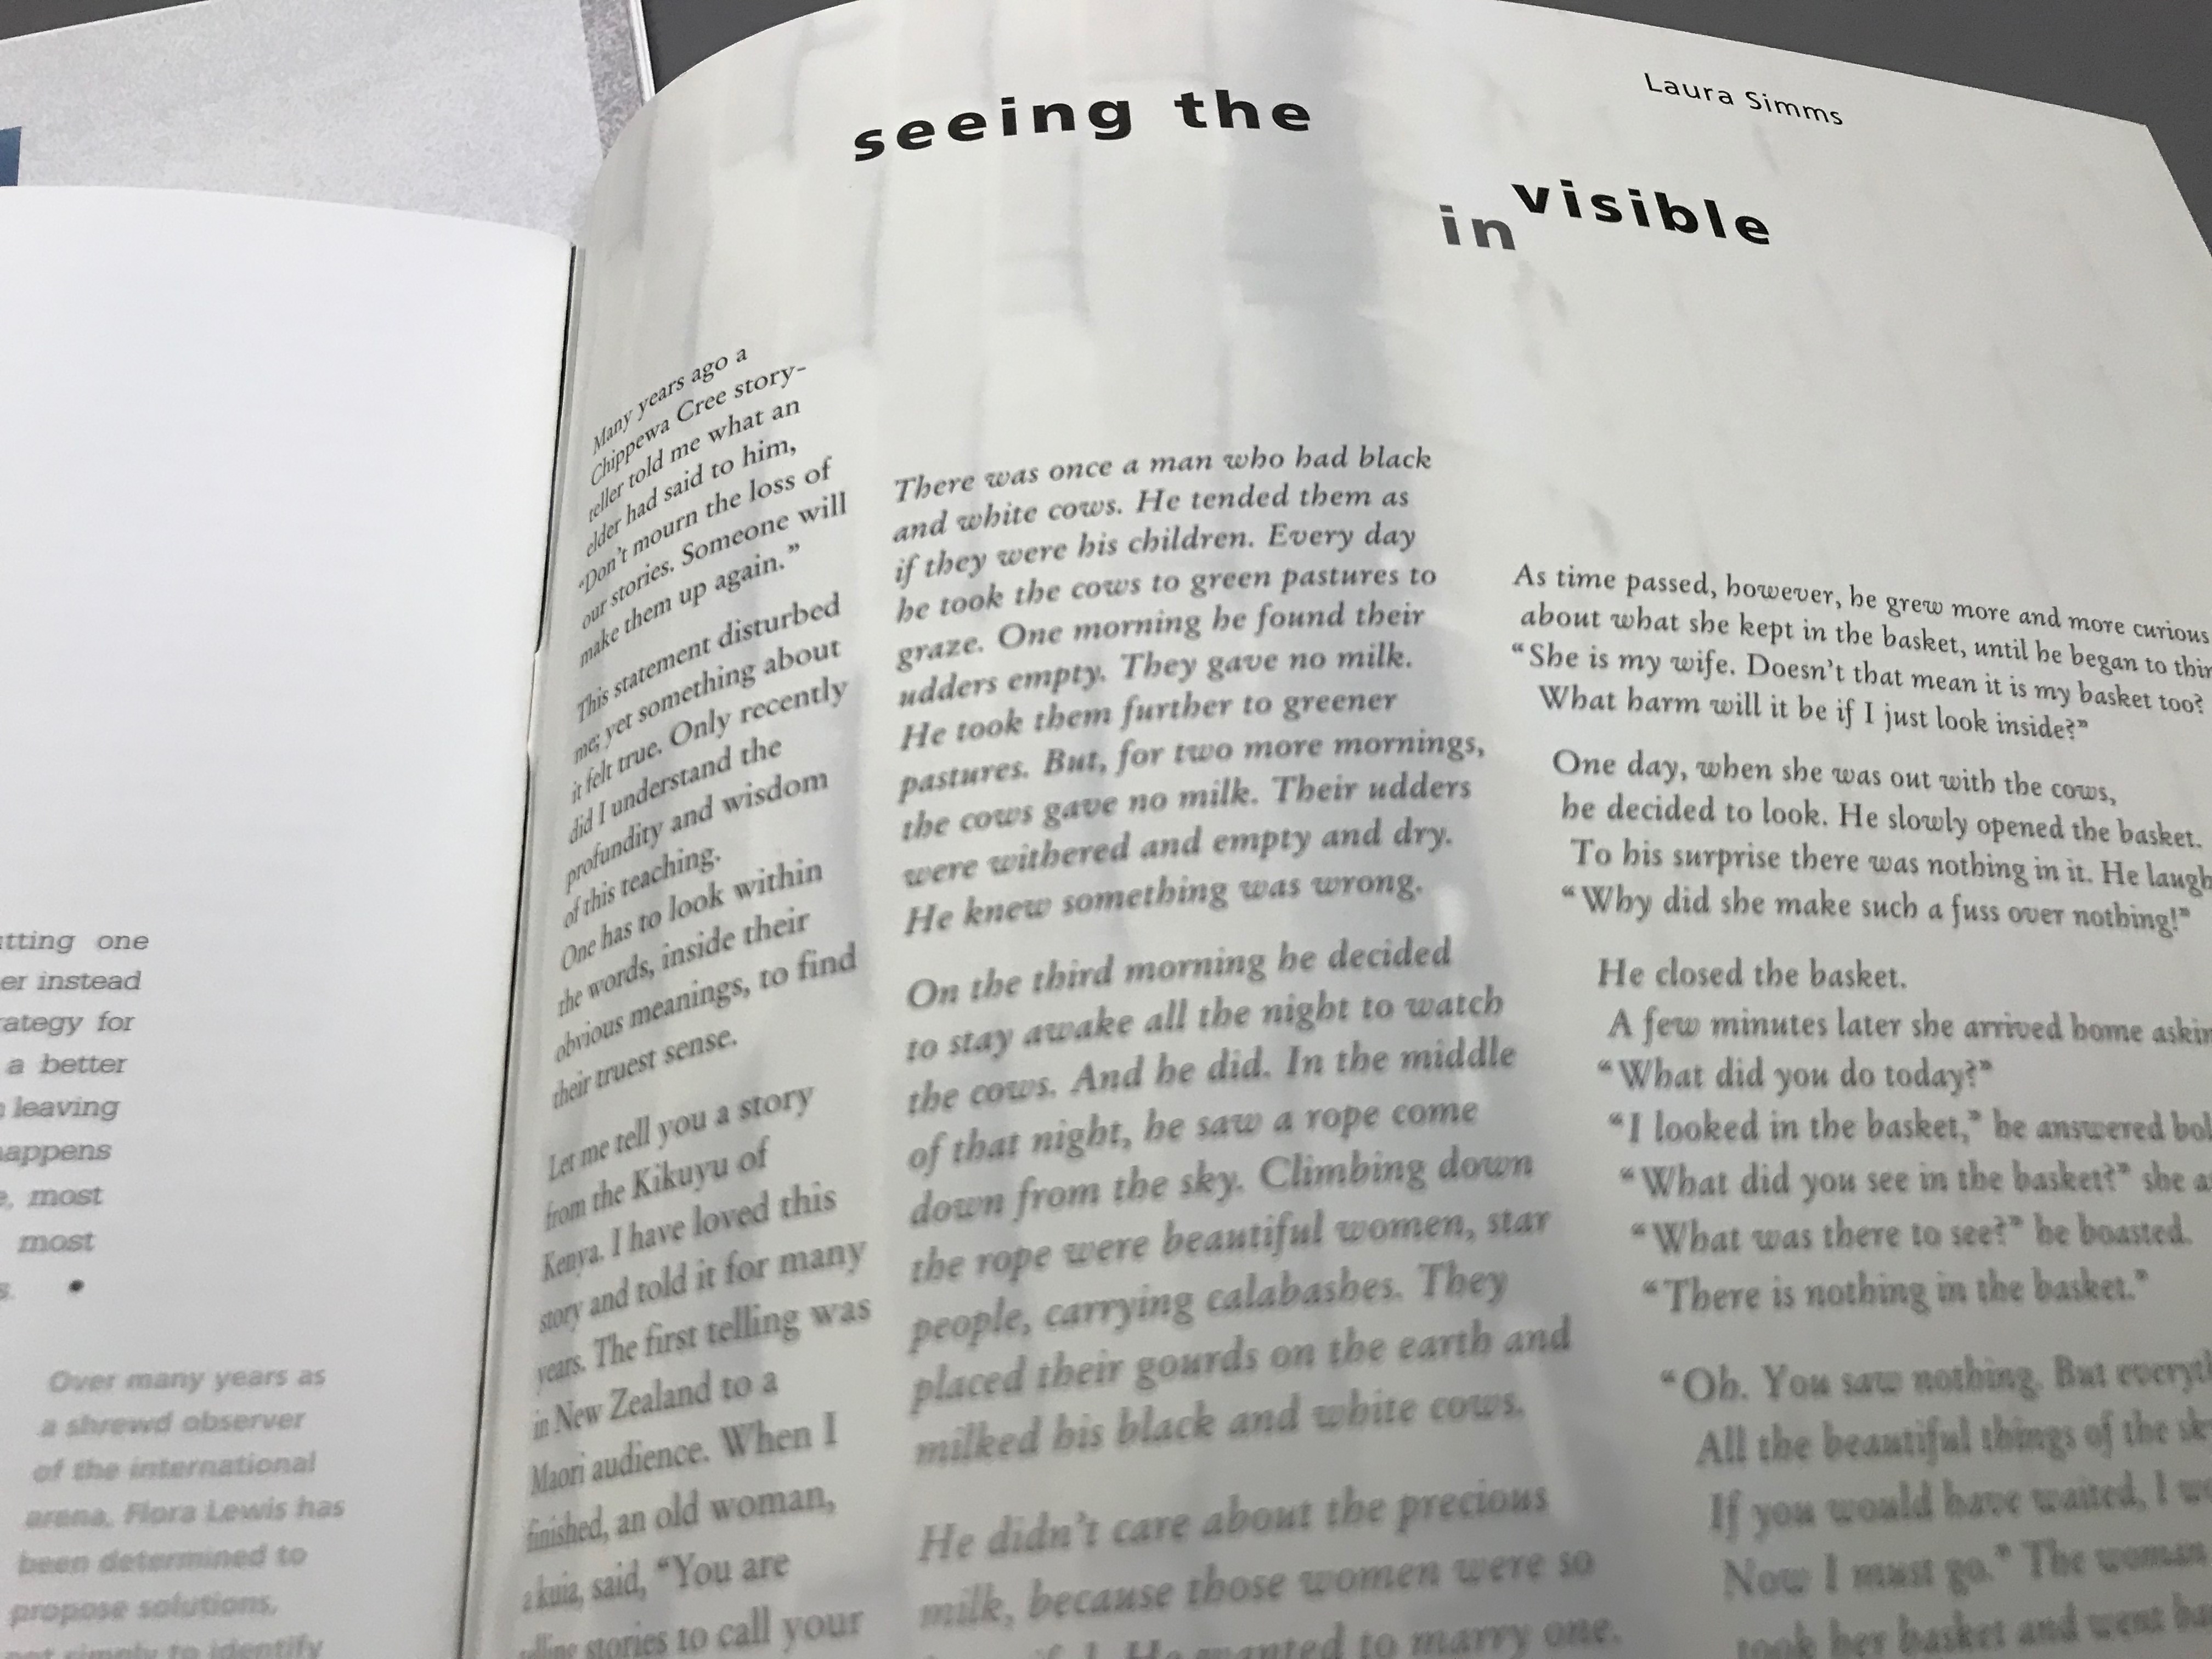 seeing the
Laura Simms
in visible
Many years ago a
Chippewa Cree story-
teller told me what an
elder had said to him,
“Don’t mourn the loss of
our stories. Someone will
make them up again.”
This statement disturbed
me; yet something about
it felt true. Only recently
did I understand the
profundity and wisdom
of this teaching.
One has to look within
the words, inside their
obvious meanings, to find
their truest sense.
Let me tell you a story
from the Kikuyu of
Kenya. I have loved this
story and told it for many
years. The first telling was
in New Zealand to a
Maori audience. When I
finished, an old woman,
a kuia, said, “You are
stories to call your
There was once a man who had black
and white cows. He tended them as
if they were his children. Every day
he took the cows to green pastures to
graze. One morning he found their
udders empty. They gave no milk.
He took them further to greener
pastures. But, for two more mornings,
the cows gave no milk. Their udders
were withered and empty and dry.
He knew something was wrong.
On the third morning he decided
to stay awake all the night to watch
the cows. And he did. In the middle
of that night, he saw a rope come
down from the sky. Climbing down
the rope were beautiful women, star
people, carrying calabashes. They
placed their gourds on the earth and
milked his black and white cows.
He didn’t care about the precious
milk, because those women were so
He wanted to marry one.
As time passed, however, he grew more and more curious
about what she kept in the basket, until he began to
“She is my wife. Doesn’t that mean it is my basket too?
What harm will it be if I just look inside?”
One day, when she was out with the cows,
he decided to look. He slowly opened the basket.
To his surprise there was nothing in it. He laugh
“Why did she make such a fuss over nothing!”
He closed the basket.
A few minutes later she arrived home
“What did you do today?”
“I looked in the basket,” he answered
“What did you see in the basket?” she
“What was there to see?” he boasted.
“There is nothing in the basket.”
“Oh. You saw nothing. But
All the beautiful things of the
If you would have waited, I
Now I must go.” The woman
took her basket and went
one
er instead
for
a better
leaving
most
most
Over many years as
a shrewd observer
of the international
arena, Flora Lewis has
been determined to
propose solutions,
not simply to identify